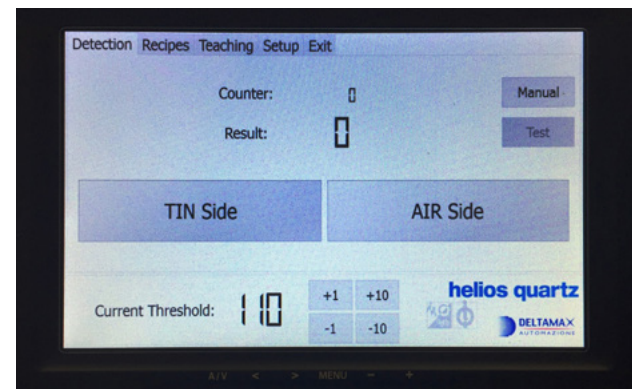 Detection Recipes Teaching Setup Exit
Counter: 0 Manual
Result: 0 Test
TIN Side AIR Side
Current Threshold: 110 +1 +10
-1 -10
helios quartz
DELTAMAX
AUTOMAZIONE
A/V < > MENU - +